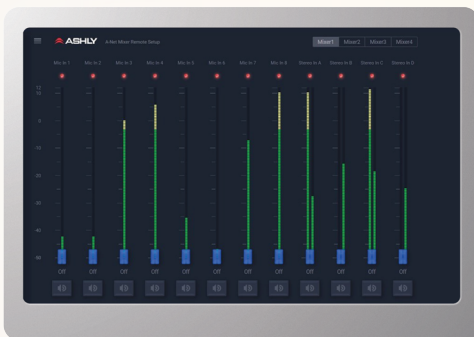 ASHLY A-Net Mixer Remote Setup Mixer1 Mixer2 Mixer3 Mixer4
Mic In 1 Mic In 2 Mic In 3 Mic In 4 Mic In 5 Mic In 6 Mic In 7 Mic In 8 Stereo In A Stereo In B Stereo In C Stereo In D
12
10
0
-10
-20
-30
-40
Off Off Off Off Off Off Off Off Off Off Off Off